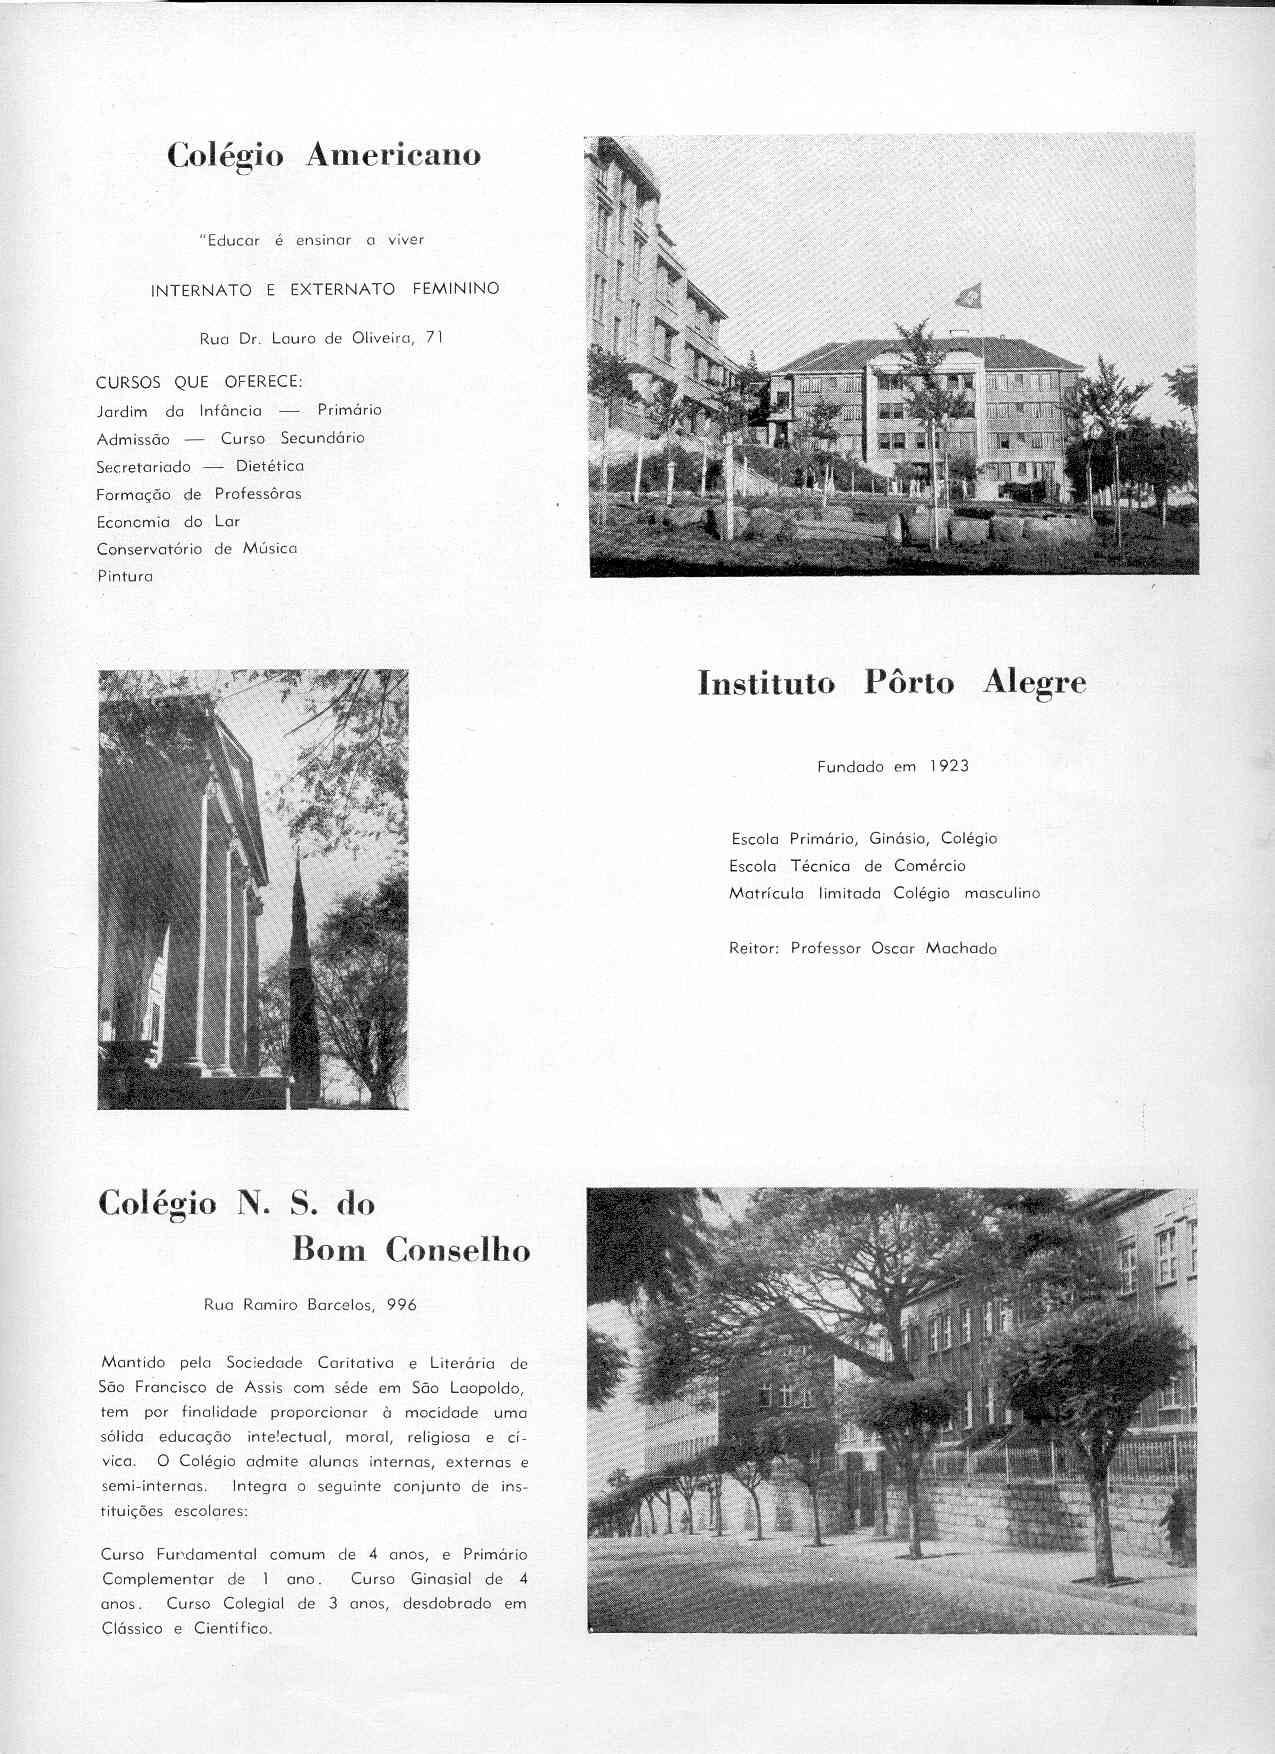 Colégio Americano
"Educar é ensinar a viver
INTERNATO E EXTERNATO FEMININO
Rua Dr. Lauro de Oliveira, 71
CURSOS QUE OFERECE:
Jardim da Infância — Primário
Admissão — Curso Secundário
Secretariado — Dietética
Formação de Professôras
Economia do Lar
Conservatório de Música
Pintura
Instituto Pôrto Alegre
Fundado em 1923
Escola Primário, Ginásio, Colégio
Escola Técnica de Comércio
Matrícula limitada Colégio masculino
Reitor: Professor Oscar Machado
Colégio N. S. do
Bom Conselho
Rua Ramiro Barcelos, 996
Mantido pela Sociedade Caritativa e Literária de
São Francisco de Assis com séde em São Laopoldo,
tem por finalidade proporcionar à mocidade uma
sólida educação intelectual, moral, religiosa e cí-
vica. O Colégio admite alunas internas, externas e
semi-internas. Integra o seguinte conjunto de ins-
tituições escolares:
Curso Fundamental comum de 4 anos, e Primário
Complementar de 1 ano. Curso Ginasial de 4
anos. Curso Colegial de 3 anos, desdobrado em
Clássico e Científico.